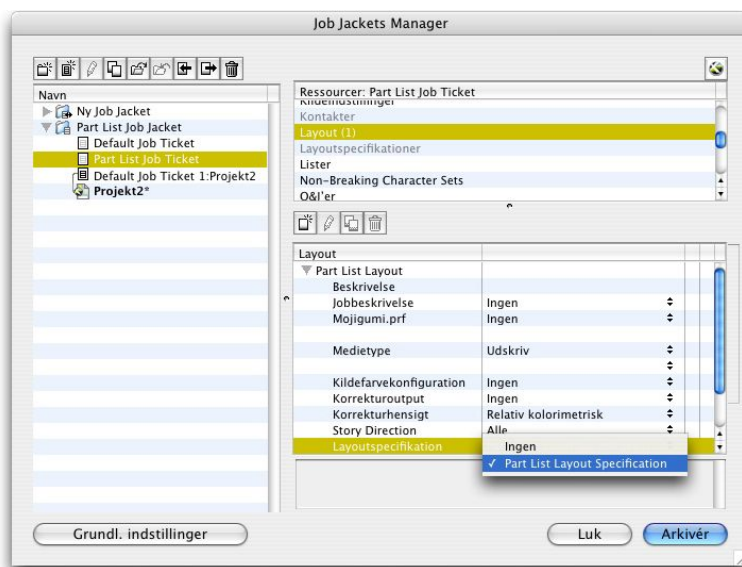 Job Jackets Manager
Navn
Ny Job Jacket
Part List Job Jacket
Default Job Ticket
Part List Job Ticket
Default Job Ticket 1:Projekt2
Projekt2*
Ressourcer: Part List Job Ticket
Kildeindstillinger
Kontakter
Layout (1)
Layoutspecifikationer
Lister
Non-Breaking Character Sets
O&I'er
Layout
Part List Layout
Beskrivelse
Jobbeskrivelse Ingen
Mojigumi.prf Ingen
Medietype Udskriv
Kildefarvekonfiguration Ingen
Korrekturoutput Ingen
Korrekturhensigt Relativ kolorimetrisk
Story Direction Alle
Layoutspecifikation
Ingen
✓ Part List Layout Specification
Grundl. indstillinger
Luk
Arkivér